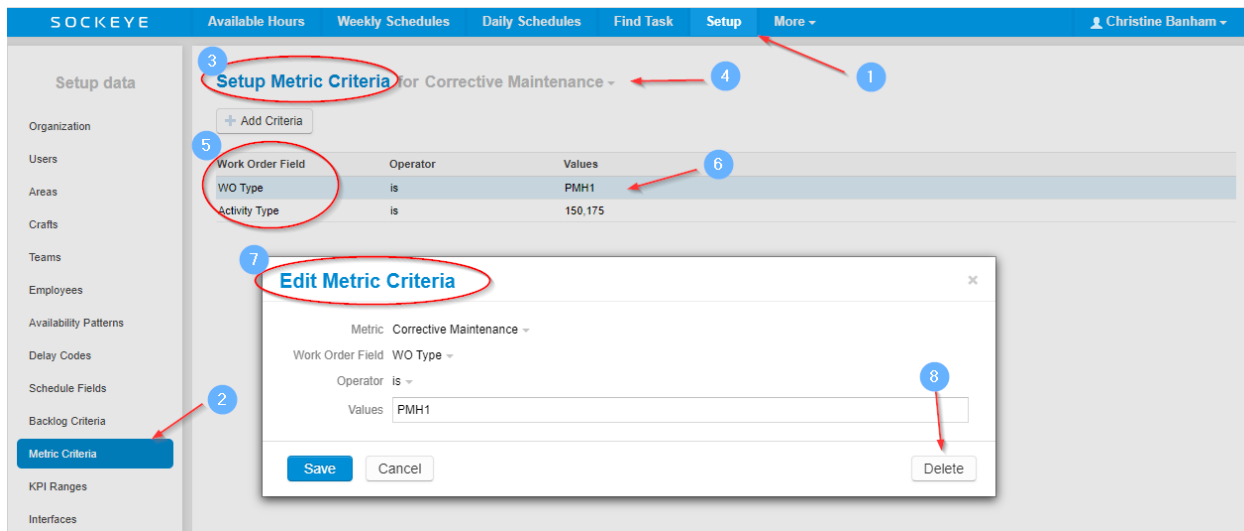 SOCKEYE Available Hours Weekly Schedules Daily Schedules Find Task Setup More Christine Banham
1
Setup data
Organization
Users
Areas
Crafts
Teams
Employees
Availability Patterns
Delay Codes
Schedule Fields
Backlog Criteria
2
Metric Criteria
KPI Ranges
Interfaces
3
Setup Metric Criteria for Corrective Maintenance
4
+ Add Criteria
5
Work Order Field Operator Values
6
WO Type is PMH1
Activity Type is 150,175
7
Edit Metric Criteria ×
Metric Corrective Maintenance
Work Order Field WO Type
Operator is
Values PMH1
8
Save Cancel Delete